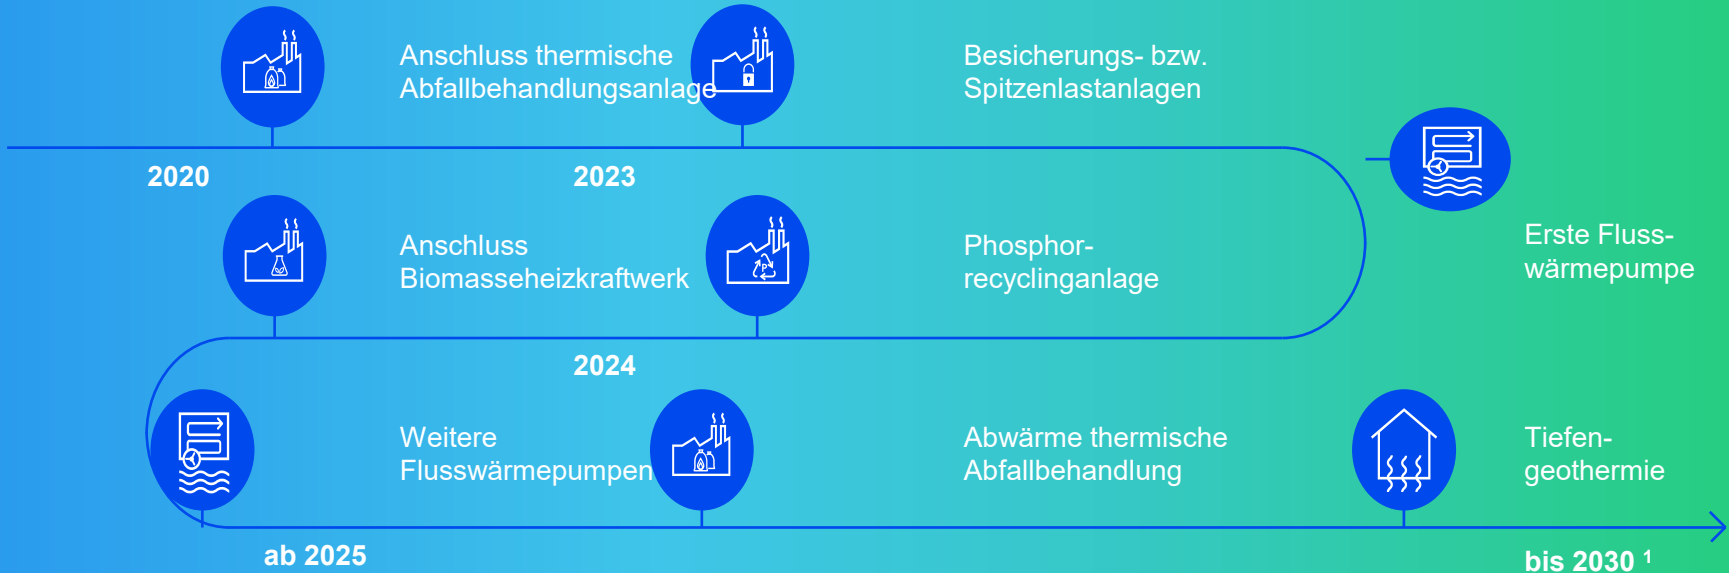 Anschluss thermische
Abfallbehandlungsanlage
Besicherungs- bzw.
Spitzenlastanlagen
2020
2023
Erste Fluss-
wärmepumpe
Anschluss
Biomasseheizkraftwerk
P
Phosphor-
recyclinganlage
2024
Weitere
Flusswärmepumpen
Abwärme thermische
Abfallbehandlung
Tiefen-
geothermie
ab 2025
bis 2030 ¹